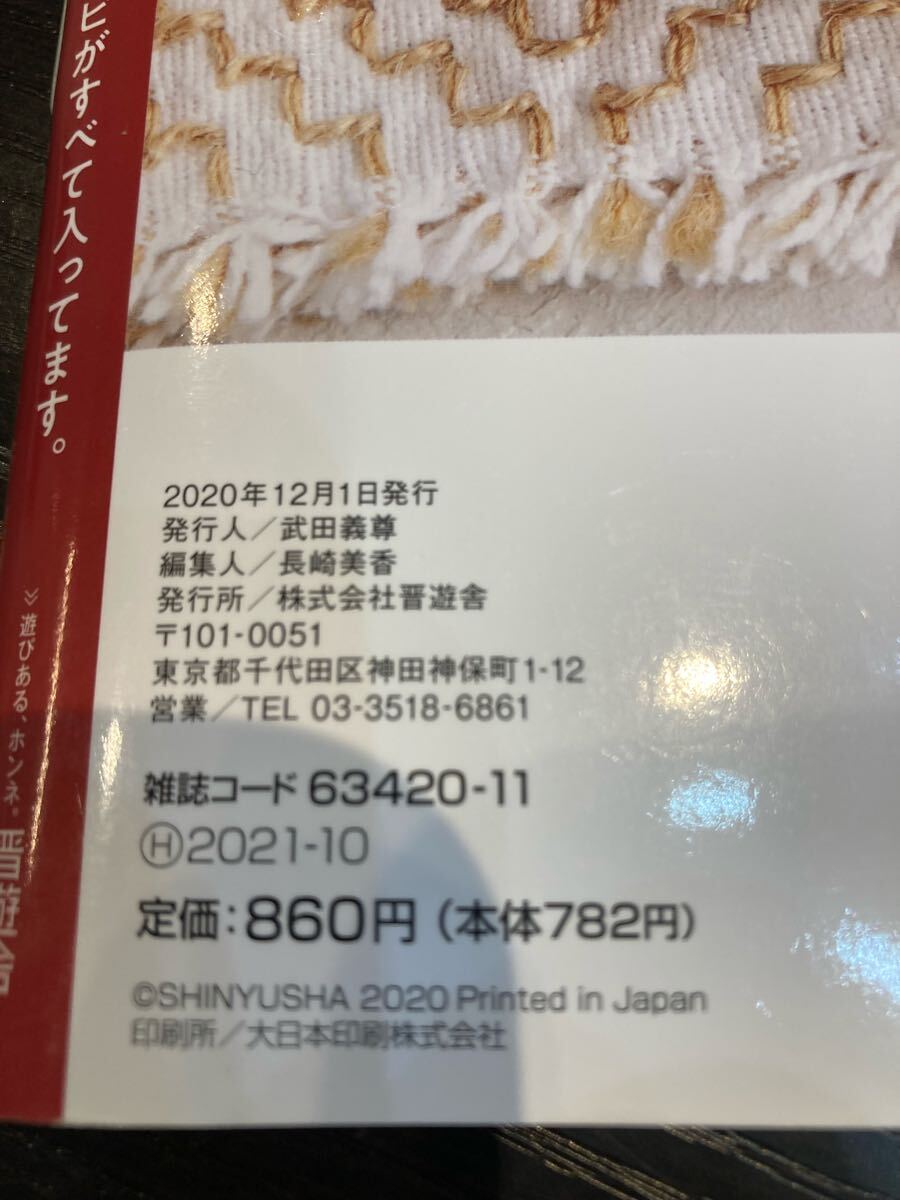 ヒがすべて入ってます。
遊びある、ホンネ。晋遊舎
2020年12月1日発行
発行人／武田義尊
編集人／長崎美香
発行所／株式会社晋遊舎
〒101-0051
東京都千代田区神田神保町1-12
営業／TEL 03-3518-6861
雑誌コード 63420-11
Ⓗ2021-10
定価：860円（本体782円）
©SHINYUSHA 2020 Printed in Japan
印刷所／大日本印刷株式会社